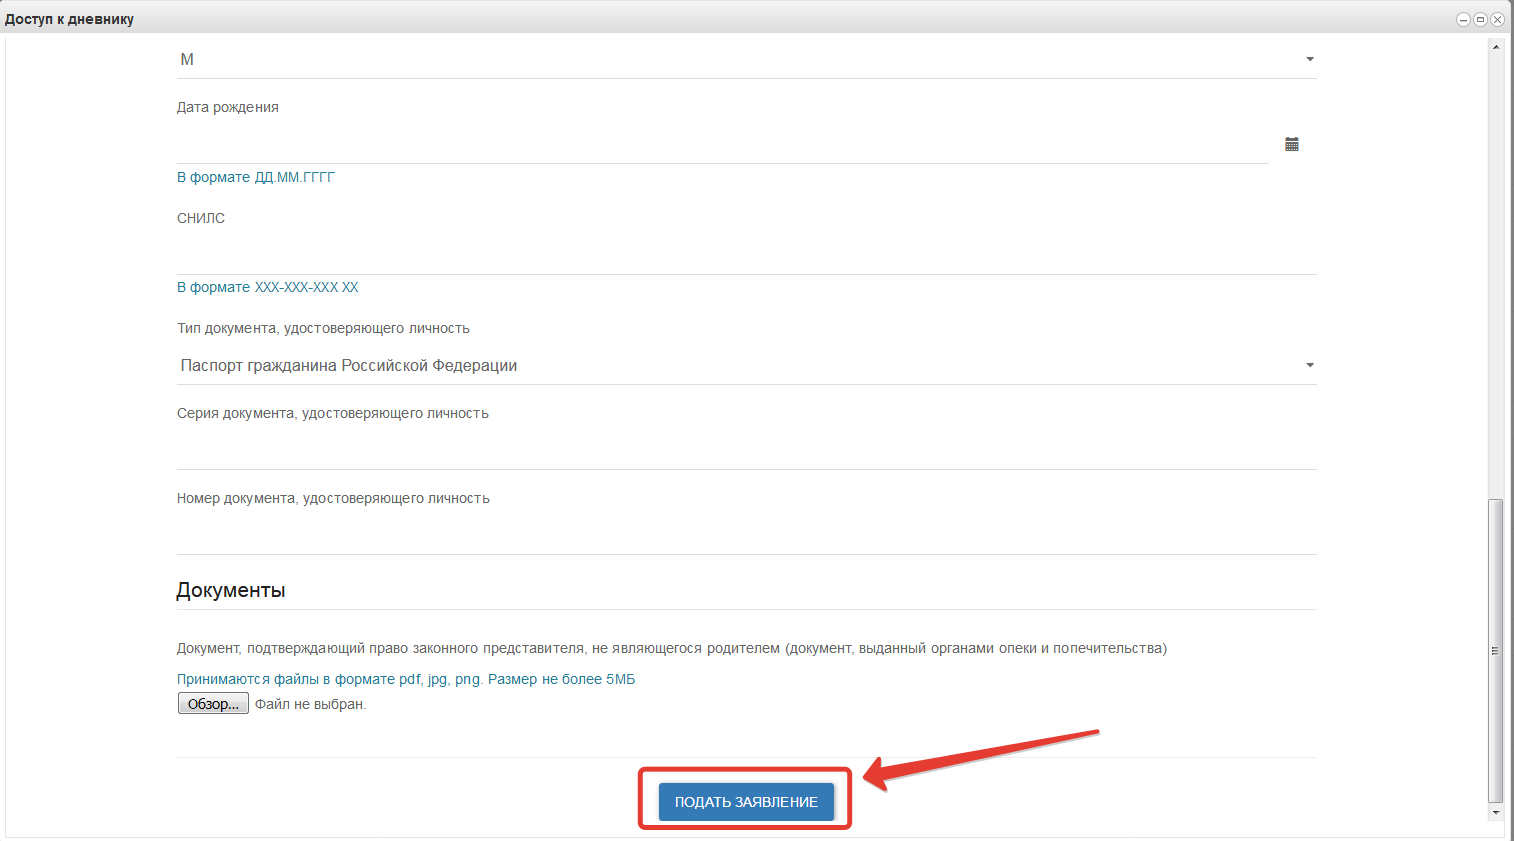 Доступ к дневнику
М
Дата рождения
В формате ДД.ММ.ГГГГ
СНИЛС
В формате XXX-XXX-XXX XX
Тип документа, удостоверяющего личность
Паспорт гражданина Российской Федерации
Серия документа, удостоверяющего личность
Номер документа, удостоверяющего личность
Документы
Документ, подтверждающий право законного представителя, не являющегося родителем (документ, выданный органами опеки и попечительства)
Принимаются файлы в формате pdf, jpg, png. Размер не более 5МБ
Обзор... Файл не выбран.
ПОДАТЬ ЗАЯВЛЕНИЕ